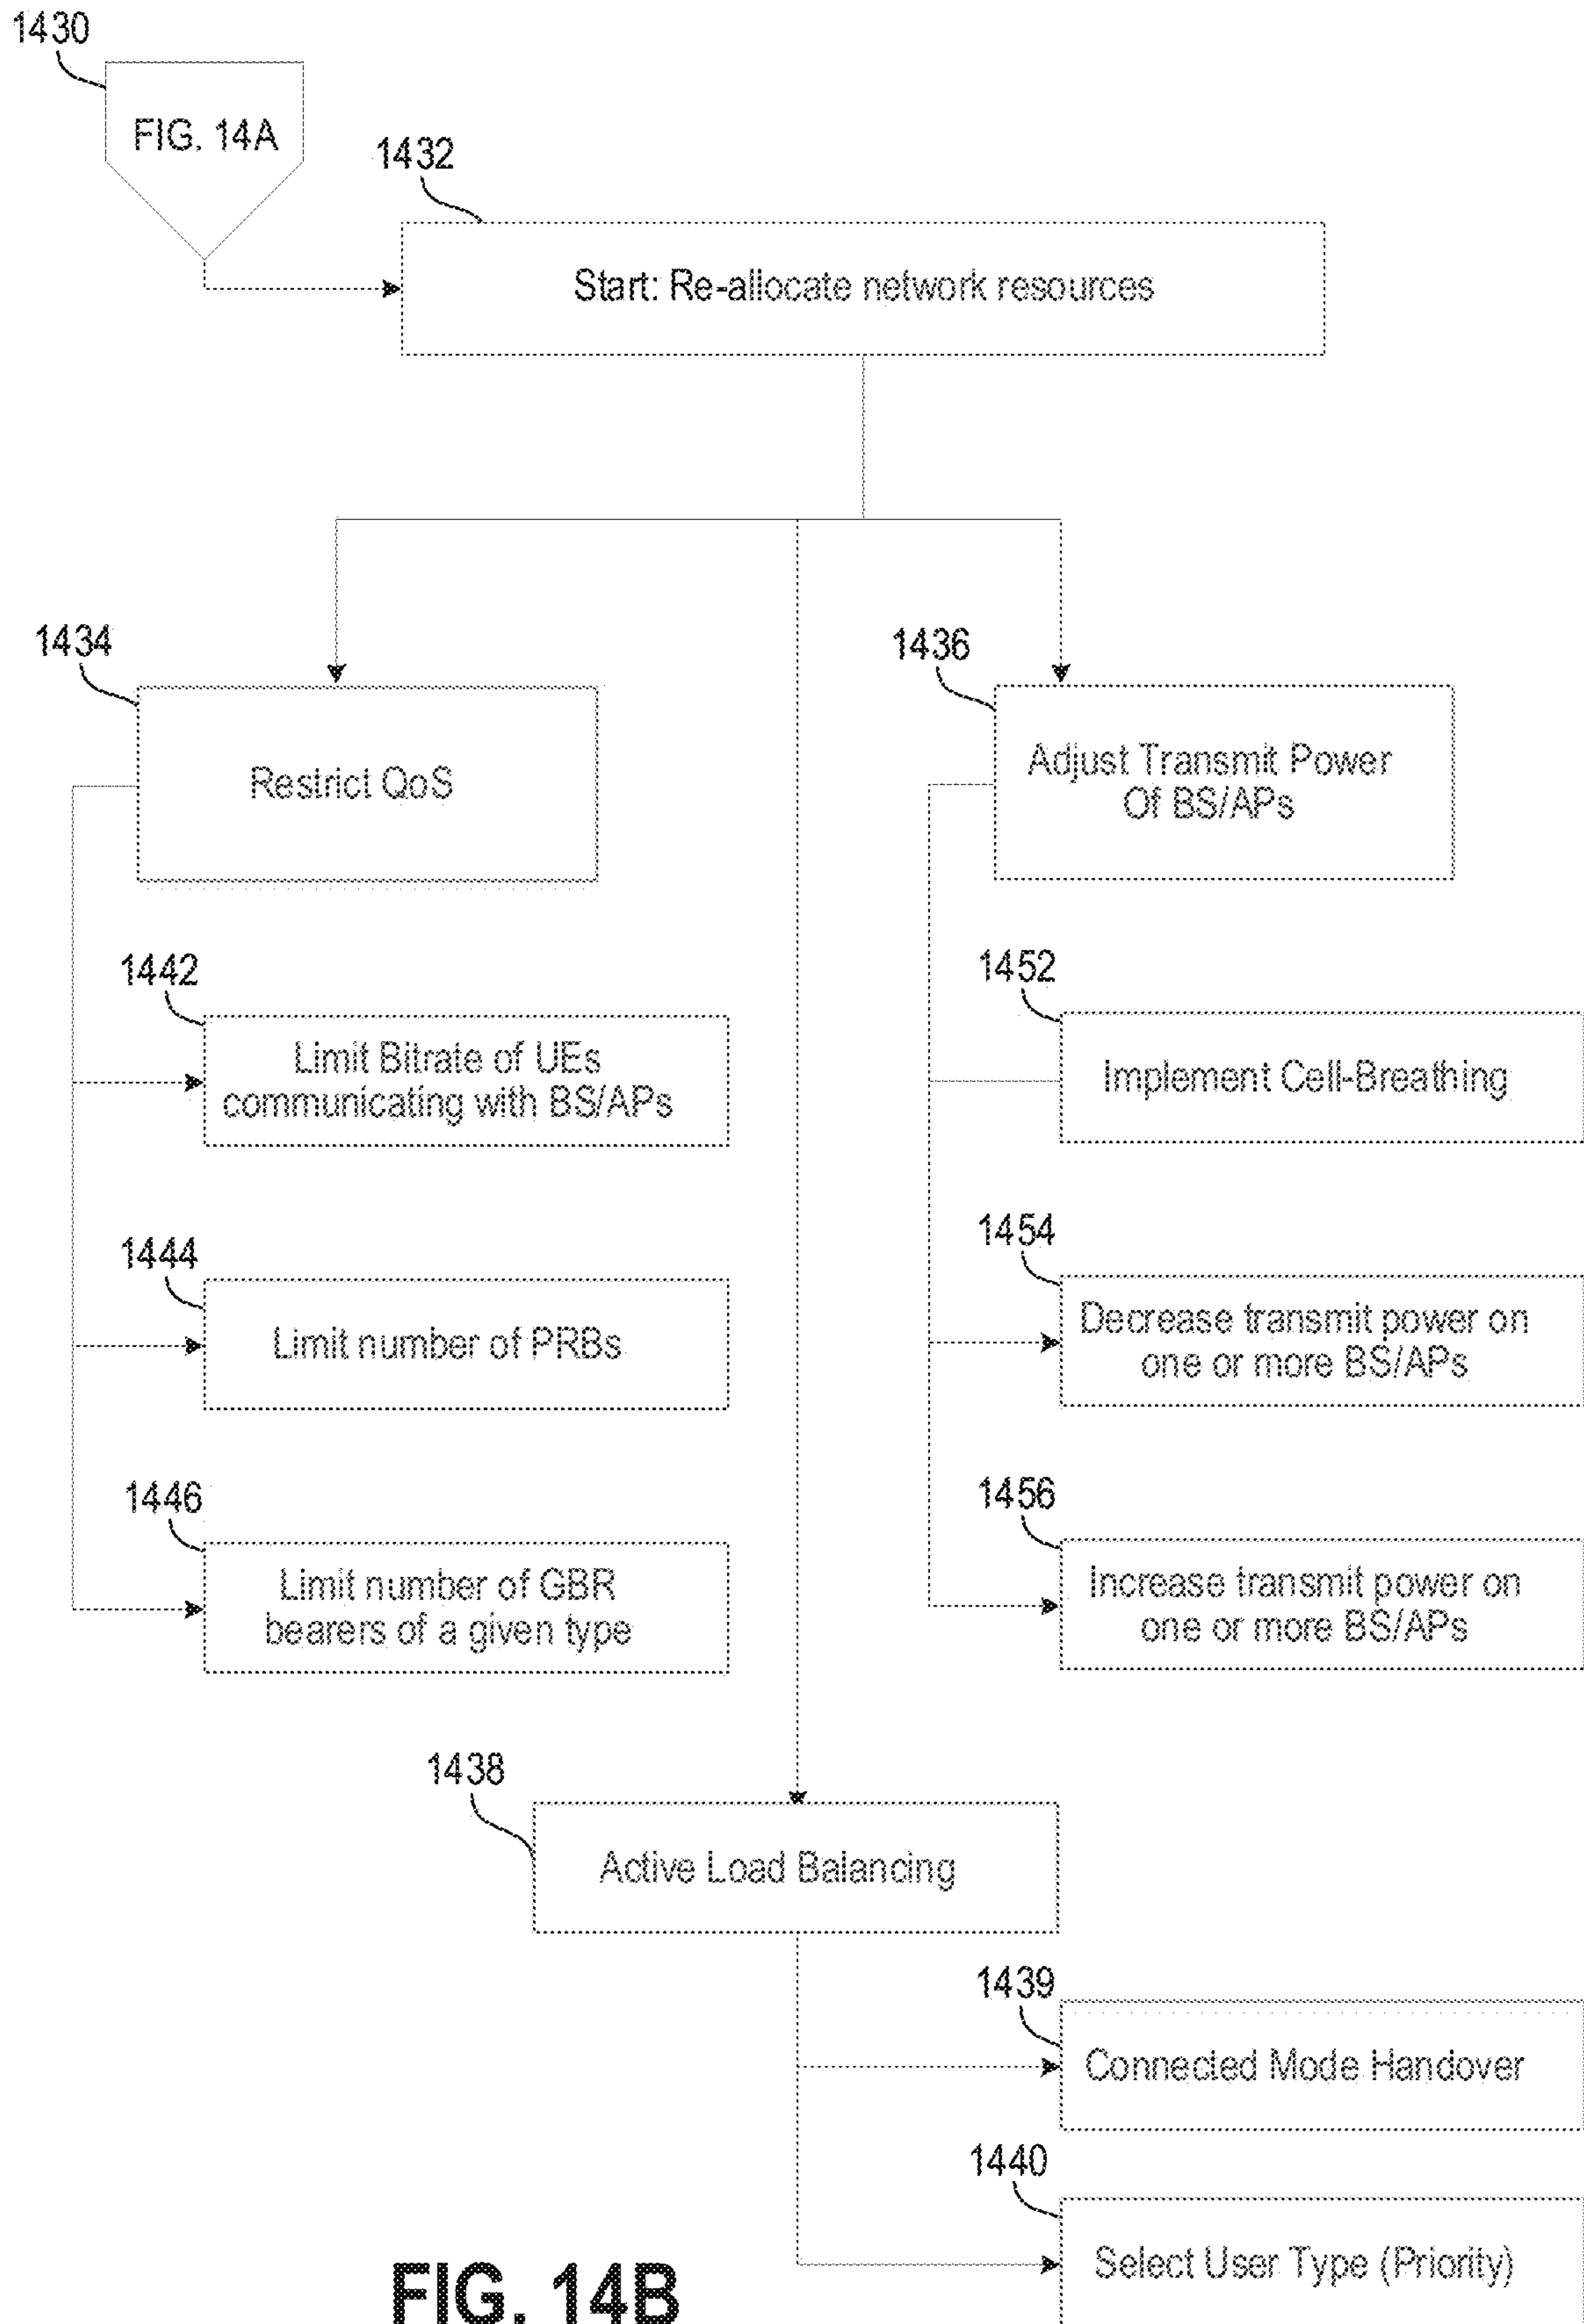 1430
FIG. 14A
1432
Start: Re-allocate network resources
1434
Restrict QoS
1436
Adjust Transmit Power
Of BS/APs
1442
Limit Bitrate of UEs
communicating with BS/APs
1452
Implement Cell-Breathing
1444
Limit number of PRBs
1454
Decrease transmit power on
one or more BS/APs
1446
Limit number of GBR
bearers of a given type
1456
Increase transmit power on
one or more BS/APs
1438
Active Load Balancing
1439
Connected Mode Handover
1440
Select User Type (Priority)
FIG. 14B